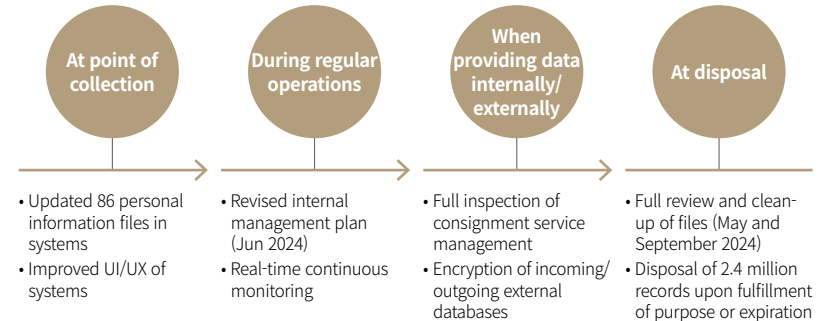 At point of
collection
During regular
operations
When
providing data
internally/
externally
At disposal
• Updated 86 personal
information files in
systems
• Improved UI/UX of
systems
• Revised internal
management plan
(Jun 2024)
• Real-time continuous
monitoring
• Full inspection of
consignment service
management
• Encryption of incoming/
outgoing external
databases
• Full review and clean-
up of files (May and
September 2024)
• Disposal of 2.4 million
records upon fulfillment
of purpose or expiration